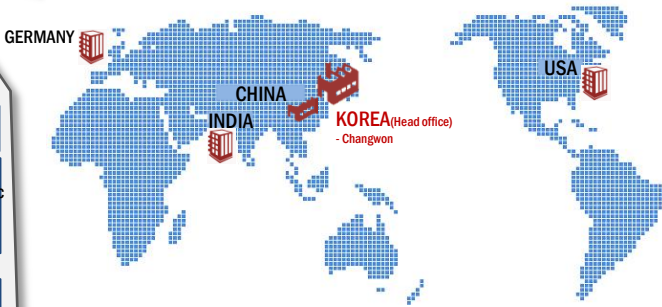 GERMANY
USA
CHINA
INDIA
KOREA(Head office)
- Changwon
c